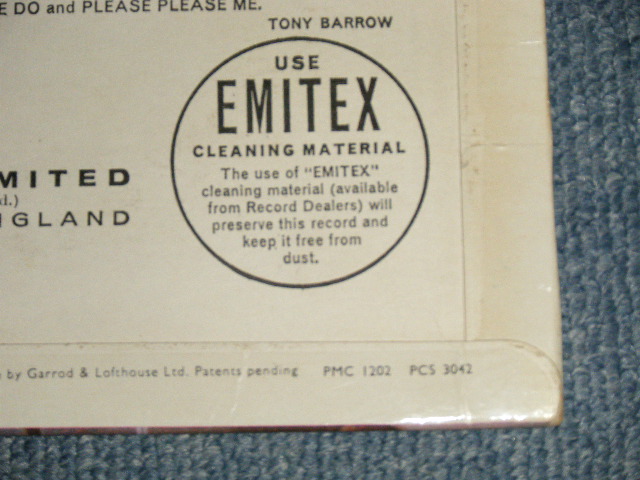 E DO and PLEASE PLEASE ME.
TONY BARROW
USE
EMITEX
CLEANING MATERIAL
The use of "EMITEX"
cleaning material (available
from Record Dealers) will
preserve this record and
keep it free from
dust.
MITED
d.)
NGLAND
by Garrod & Lofthouse Ltd. Patents pending PMC 1202 PCS 3042